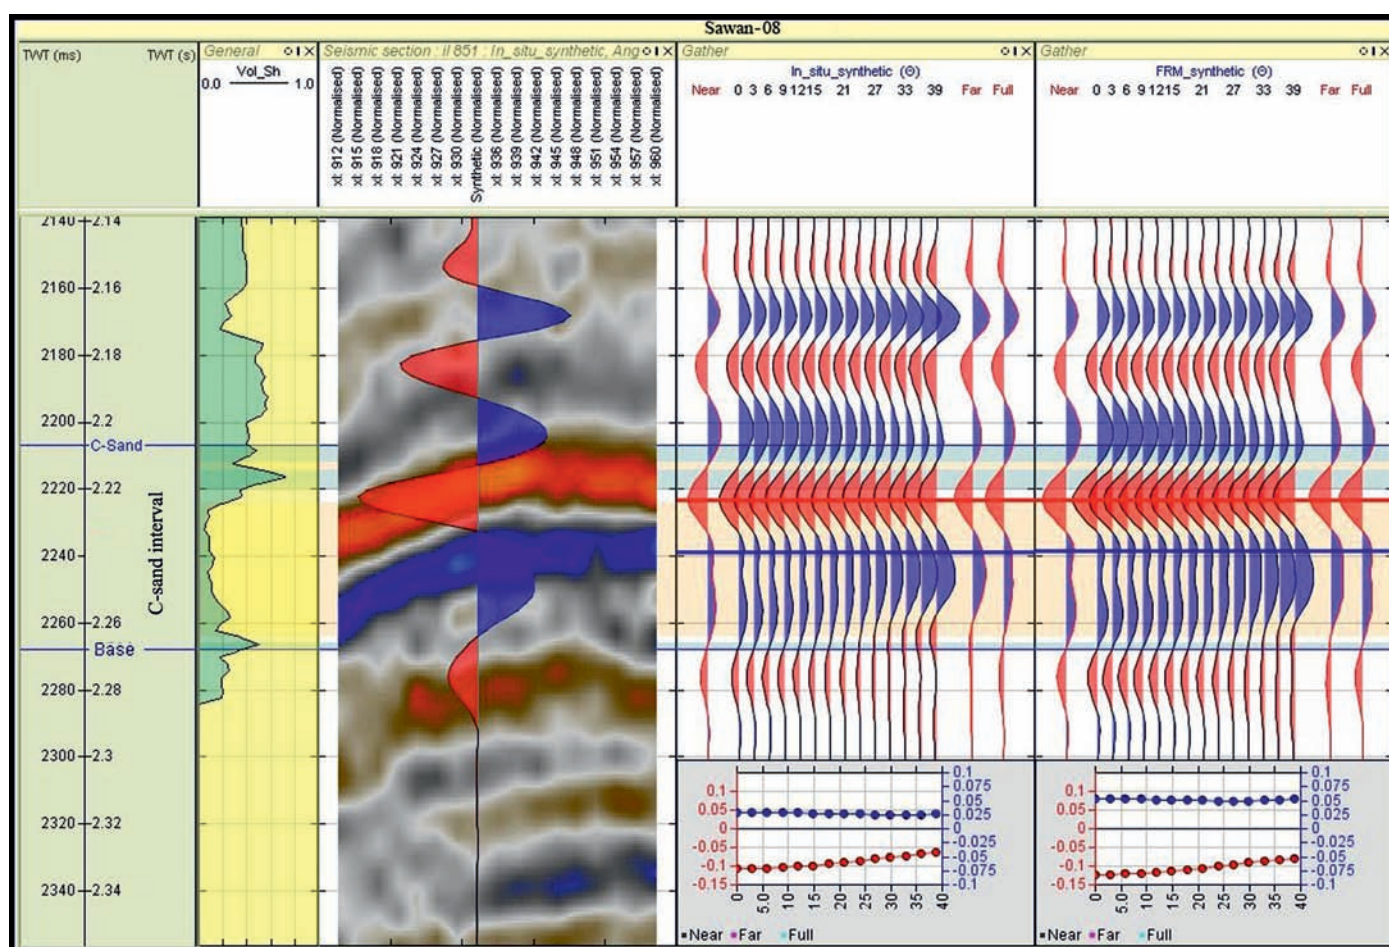 Sawan-08
TWT (ms) TWT (s)
General
Vol_Sh
0.0 1.0
Seismic section : il 851 : In_situ_synthetic, Ang
xl: 912 (Normalised)
xl: 915 (Normalised)
xl: 918 (Normalised)
xl: 921 (Normalised)
xl: 924 (Normalised)
xl: 927 (Normalised)
xl: 930 (Normalised)
Synthetic (Normalised)
xl: 936 (Normalised)
xl: 939 (Normalised)
xl: 942 (Normalised)
xl: 945 (Normalised)
xl: 948 (Normalised)
xl: 951 (Normalised)
xl: 954 (Normalised)
xl: 957 (Normalised)
xl: 960 (Normalised)
Gather
In_situ_synthetic (Θ)
Near 0 3 6 9 12 15 21 27 33 39 Far Full
Gather
FRM_synthetic (Θ)
Near 0 3 6 9 12 15 21 27 33 39 Far Full
2140 2.14
2160 2.16
2180 2.18
2200 2.2
C-Sand
2220 2.22
2240 2.24
2260 2.26
Base
2280 2.28
2300 2.3
2320 2.32
2340 2.34
C-sand interval
0.1
0.05
0
-0.05
-0.1
-0.15
0.1
0.075
0.05
0.025
0
-0.025
-0.05
-0.075
-0.1
0 5.0 10 15 20 25 30 35 40
Near Far Full
0.1
0.05
0
-0.05
-0.1
-0.15
0.1
0.075
0.05
0.025
0
-0.025
-0.05
-0.075
-0.1
0 5.0 10 15 20 25 30 35 40
Near Far Full